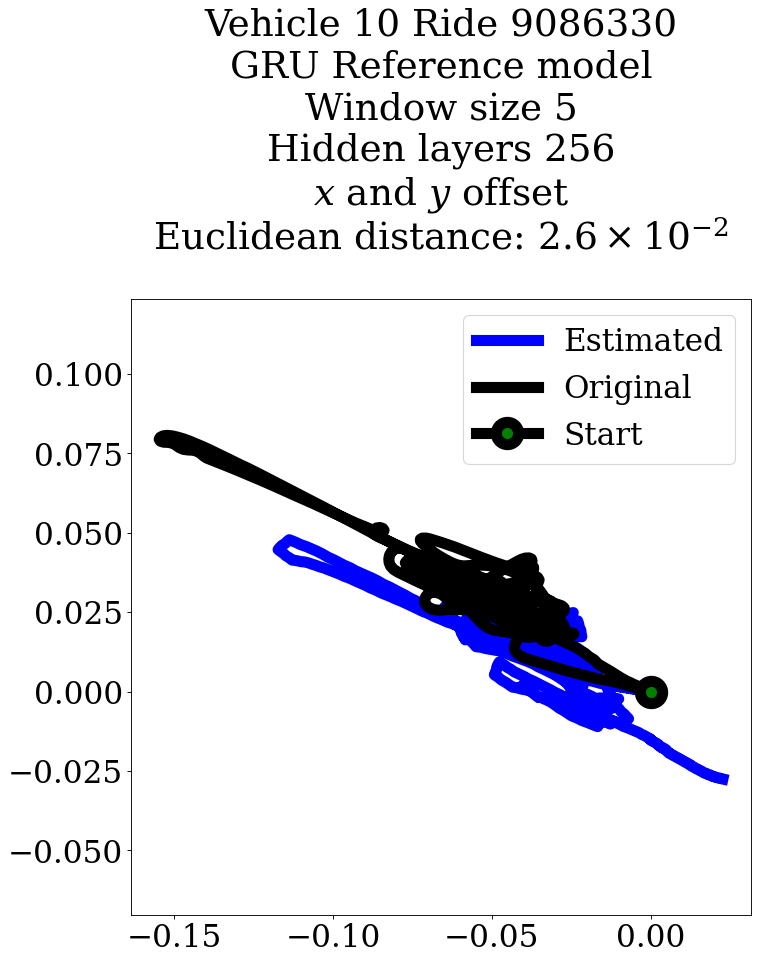 Vehicle 10 Ride 9086330
GRU Reference model
Window size 5
Hidden layers 256
x and y offset
Euclidean distance: 2.6 × 10⁻²
Estimated
Original
Start
0.100
0.075
0.050
0.025
0.000
−0.025
−0.050
−0.15 −0.10 −0.05 0.00